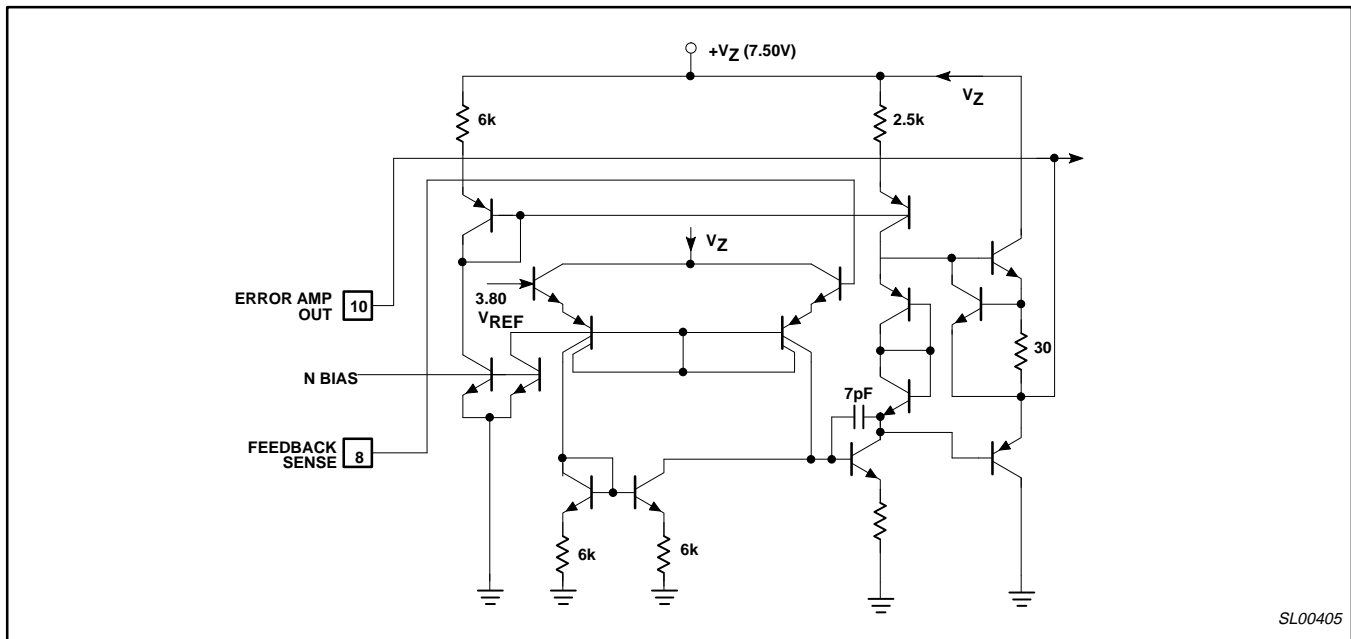 +VZ (7.50V)
VZ
6k
2.5k
VZ
ERROR AMP
OUT
10
3.80
VREF
30
N BIAS
7pF
FEEDBACK
SENSE
8
6k
6k
SL00405